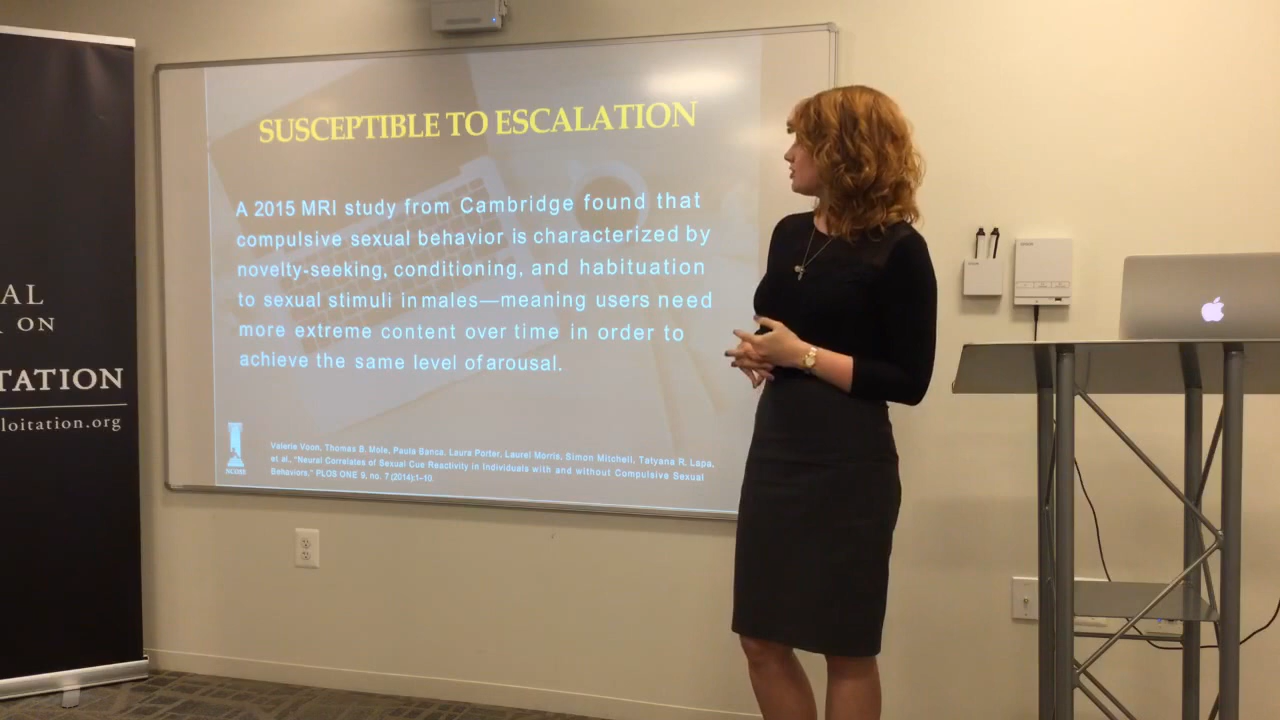 SUSCEPTIBLE TO ESCALATION
A 2015 MRI study from Cambridge found that
compulsive sexual behavior is characterized by
novelty-seeking, conditioning, and habituation
to sexual stimuli in males—meaning users need
more extreme content over time in order to
achieve the same level of arousal.
Valerie Voon, Thomas B. Mole, Paula Banca, Laura Porter, Laurel Morris, Simon Mitchell, Tatyana R. Lapa,
et al., "Neural Correlates of Sexual Cue Reactivity in Individuals with and without Compulsive Sexual
Behaviors," PLOS ONE 9, no. 7 (2014):1–10.
NCOSE
AL
ON
TATION
loitation.org